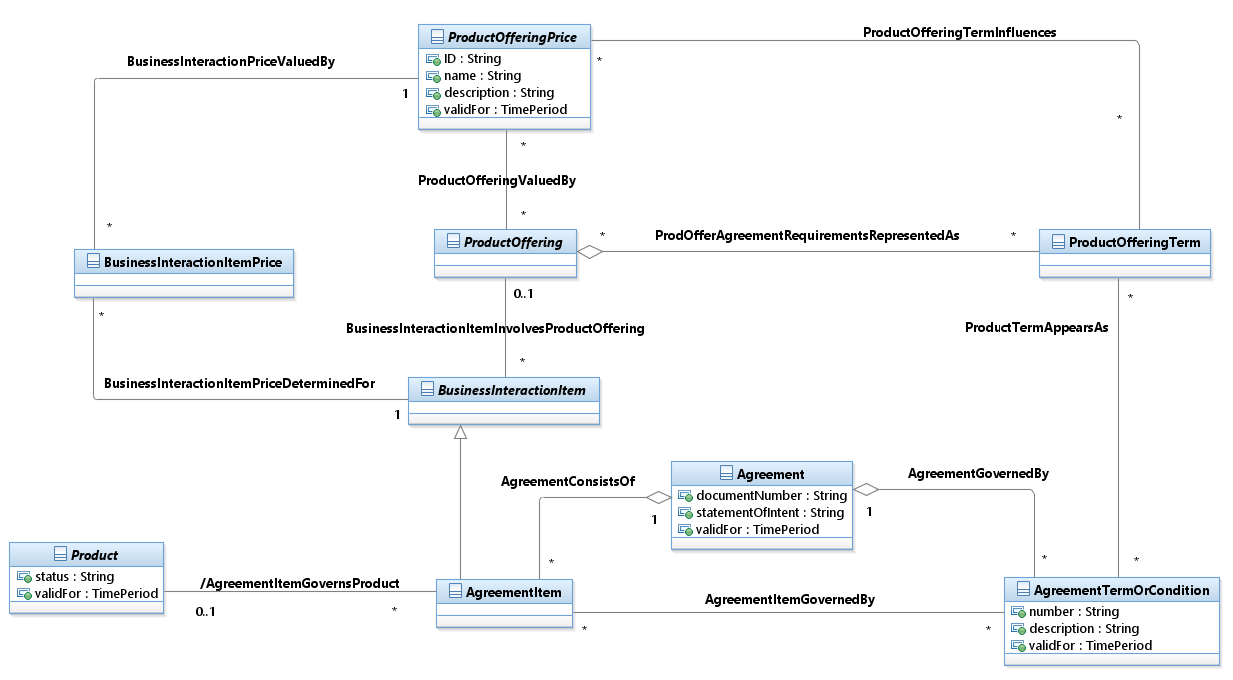 ProductOfferingPrice
ID : String
name : String
description : String
validFor : TimePeriod
ProductOfferingTermInfluences
*
*
BusinessInteractionPriceValuedBy
1
*
*
ProductOfferingValuedBy
*
ProductOffering
*
ProdOfferAgreementRequirementsRepresentedAs
*
ProductOfferingTerm
BusinessInteractionItemPrice
0..1
BusinessInteractionItemInvolvesProductOffering
*
*
BusinessInteractionItemPriceDeterminedFor
1
BusinessInteractionItem
*
ProductTermAppearsAs
*
AgreementConsistsOf
1
*
Agreement
documentNumber : String
statementOfIntent : String
validFor : TimePeriod
AgreementGovernedBy
1
*
Product
status : String
validFor : TimePeriod
/AgreementItemGovernsProduct
0..1
*
AgreementItem
AgreementItemGovernedBy
*
*
AgreementTermOrCondition
number : String
description : String
validFor : TimePeriod